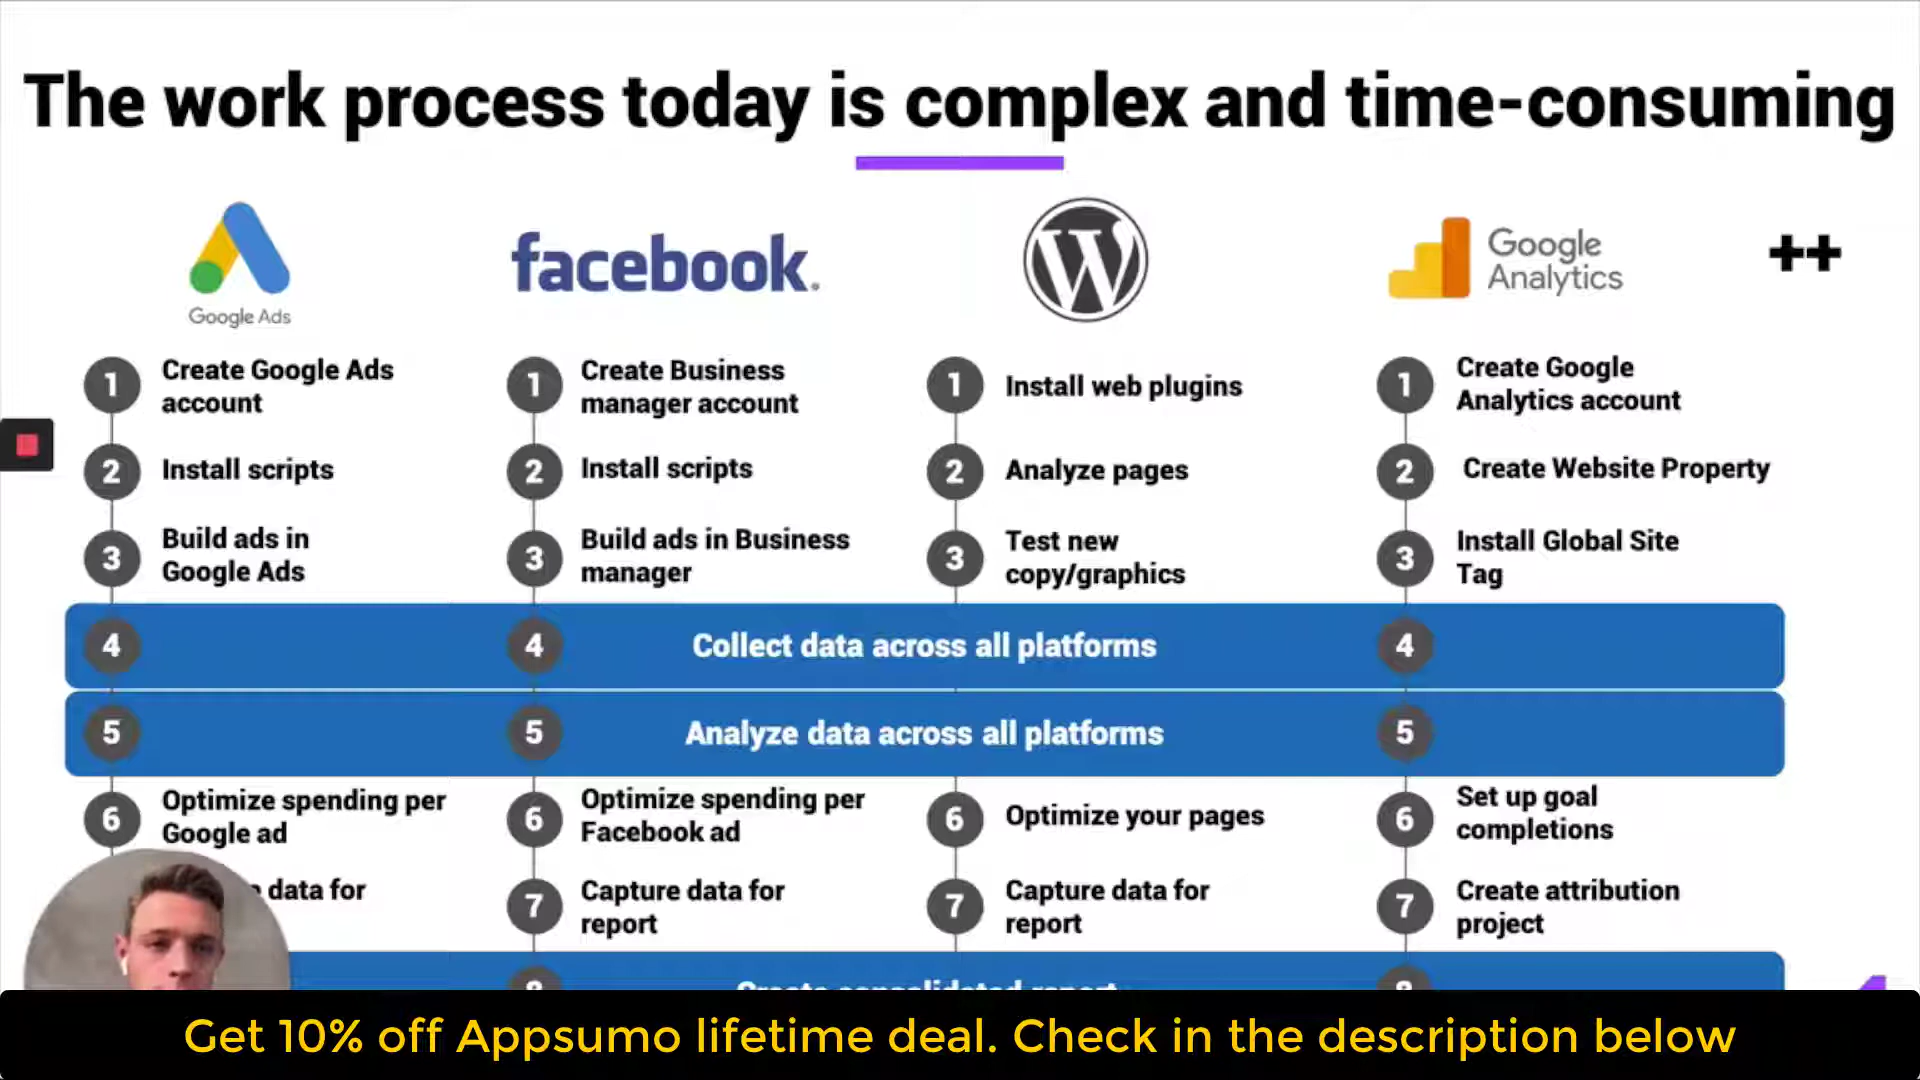 The work process today is complex and time-consuming
Google Ads
facebook.
W
Google
Analytics
++
1
Create Google Ads
account
2
Install scripts
3
Build ads in
Google Ads
1
Create Business
manager account
2
Install scripts
3
Build ads in Business
manager
1
Install web plugins
2
Analyze pages
3
Test new
copy/graphics
1
Create Google
Analytics account
2
Create Website Property
3
Install Global Site
Tag
4
4
Collect data across all platforms
4
5
5
Analyze data across all platforms
5
6
Optimize spending per
Google ad
data for
6
Optimize spending per
Facebook ad
7
Capture data for
report
6
Optimize your pages
7
Capture data for
report
6
Set up goal
completions
7
Create attribution
project
8
Create consolidated report
8
Get 10% off Appsumo lifetime deal. Check in the description below